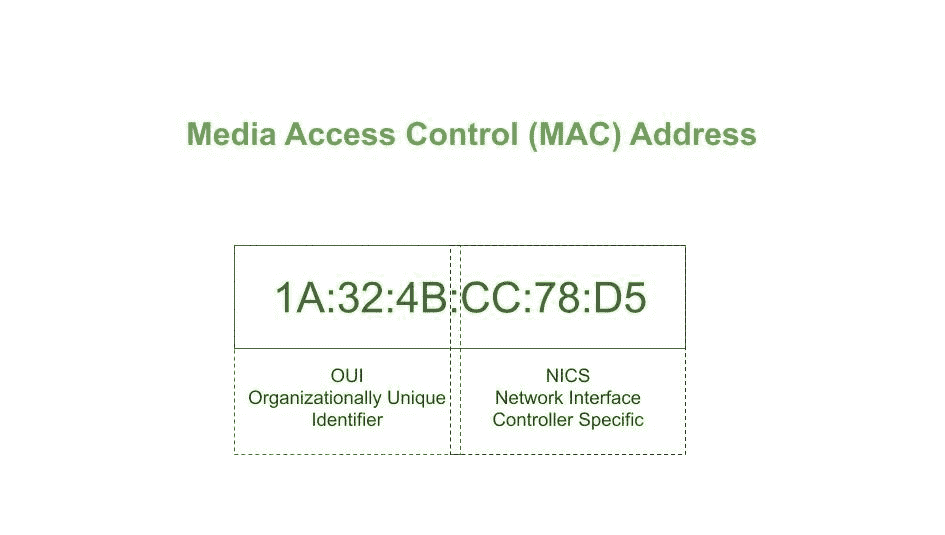 Media Access Control (MAC) Address
1A:32:4B:CC:78:D5
OUI
Organizationally Unique
Identifier
NICS
Network Interface
Controller Specific